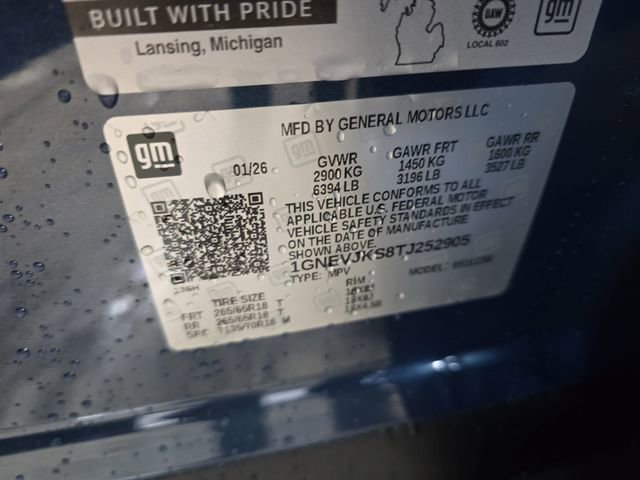 BUILT WITH PRIDE
Lansing, Michigan
UAW
LOCAL 602
gm
gm
MFD BY GENERAL MOTORS LLC
01/26
GVWR
2900 KG
6394 LB
GAWR FRT
1450 KG
3196 LB
GAWR RR
1600 KG
3527 LB
THIS VEHICLE CONFORMS TO ALL
APPLICABLE U.S. FEDERAL MOTOR
VEHICLE SAFETY STANDARDS IN EFFECT
ON THE DATE OF MANUFACTURE
SHOWN ABOVE.
1GNEVJKS8TJ252905
TYPE: MPV
MODEL:
TIRE SIZE
RIM
FRT 265/65R18 T
RR 265/65R18 T